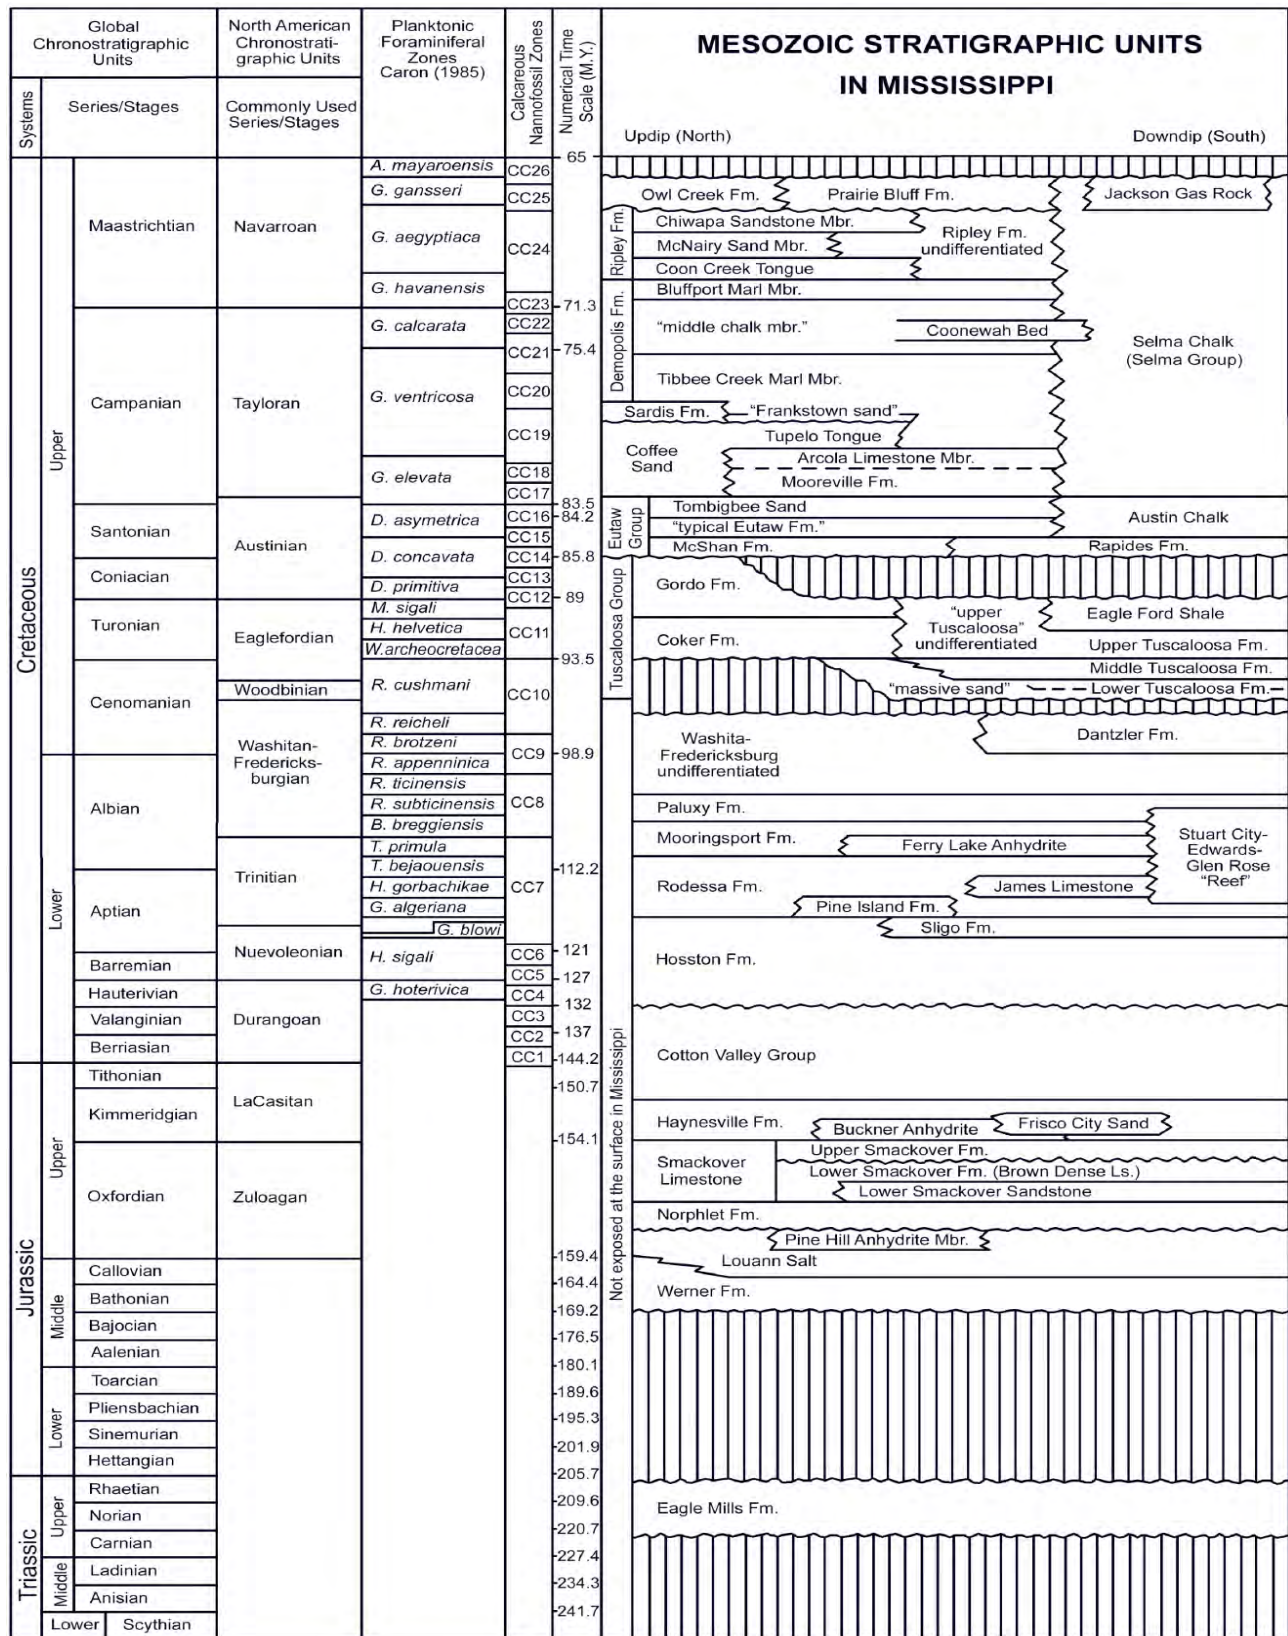 Global
Chronostratigraphic
Units
North American
Chronostrati-
graphic Units
Planktonic
Foraminiferal
Zones
Caron (1985)
Calcareous
Nannofossil Zones
Numerical Time
Scale (M.Y.)
MESOZOIC STRATIGRAPHIC UNITS
IN MISSISSIPPI
Systems
Series/Stages
Commonly Used
Series/Stages
Updip (North)
Downdip (South)
Cretaceous
Upper
Lower
Jurassic
Upper
Middle
Lower
Triassic
Upper
Middle
Lower
Maastrichtian
Campanian
Santonian
Coniacian
Turonian
Cenomanian
Albian
Aptian
Barremian
Hauterivian
Valanginian
Berriasian
Tithonian
Kimmeridgian
Oxfordian
Callovian
Bathonian
Bajocian
Aalenian
Toarcian
Pliensbachian
Sinemurian
Hettangian
Rhaetian
Norian
Carnian
Ladinian
Anisian
Scythian
Navarroan
Tayloran
Austinian
Eaglefordian
Woodbinian
Washitan-
Fredericks-
burgian
Trinitian
Nuevoleonian
Durangoan
LaCasitan
Zuloagan
A. mayaroensis
G. gansseri
G. aegyptiaca
G. havanensis
G. calcarata
G. ventricosa
G. elevata
D. asymetrica
D. concavata
D. primitiva
M. sigali
H. helvetica
W.archeocretacea
R. cushmani
R. reicheli
R. brotzeni
R. appenninica
R. ticinensis
R. subticinensis
B. breggiensis
T. primula
T. bejaouensis
H. gorbachikae
G. algeriana
G. blowi
H. sigali
G. hoterivica
CC26
CC25
CC24
CC23
CC22
CC21
CC20
CC19
CC18
CC17
CC16
CC15
CC14
CC13
CC12
CC11
CC10
CC9
CC8
CC7
CC6
CC5
CC4
CC3
CC2
CC1
65
71.3
75.4
83.5
84.2
85.8
89
93.5
98.9
112.2
121
127
132
137
144.2
150.7
154.1
159.4
164.4
169.2
176.5
180.1
189.6
195.3
201.9
205.7
209.6
220.7
227.4
234.3
241.7
Owl Creek Fm.
Prairie Bluff Fm.
Jackson Gas Rock
Ripley Fm.
Chiwapa Sandstone Mbr.
McNairy Sand Mbr.
Coon Creek Tongue
Ripley Fm.
undifferentiated
Demopolis Fm.
Bluffport Marl Mbr.
"middle chalk mbr."
Coonewah Bed
Tibbee Creek Marl Mbr.
Selma Chalk
(Selma Group)
Sardis Fm.
"Frankstown sand"
Tupelo Tongue
Coffee
Sand
Arcola Limestone Mbr.
Mooreville Fm.
Eutaw
Group
Tombigbee Sand
"typical Eutaw Fm."
McShan Fm.
Austin Chalk
Rapides Fm.
Tuscaloosa Group
Gordo Fm.
Coker Fm.
"upper
Tuscaloosa"
undifferentiated
Eagle Ford Shale
Upper Tuscaloosa Fm.
Middle Tuscaloosa Fm.
"massive sand"
Lower Tuscaloosa Fm.
Not exposed at the surface in Mississippi
Washita-
Fredericksburg
undifferentiated
Dantzler Fm.
Paluxy Fm.
Mooringsport Fm.
Ferry Lake Anhydrite
Stuart City-
Edwards-
Glen Rose
"Reef"
Rodessa Fm.
James Limestone
Pine Island Fm.
Sligo Fm.
Hosston Fm.
Cotton Valley Group
Haynesville Fm.
Buckner Anhydrite
Frisco City Sand
Smackover
Limestone
Upper Smackover Fm.
Lower Smackover Fm. (Brown Dense Ls.)
Lower Smackover Sandstone
Norphlet Fm.
Pine Hill Anhydrite Mbr.
Louann Salt
Werner Fm.
Eagle Mills Fm.